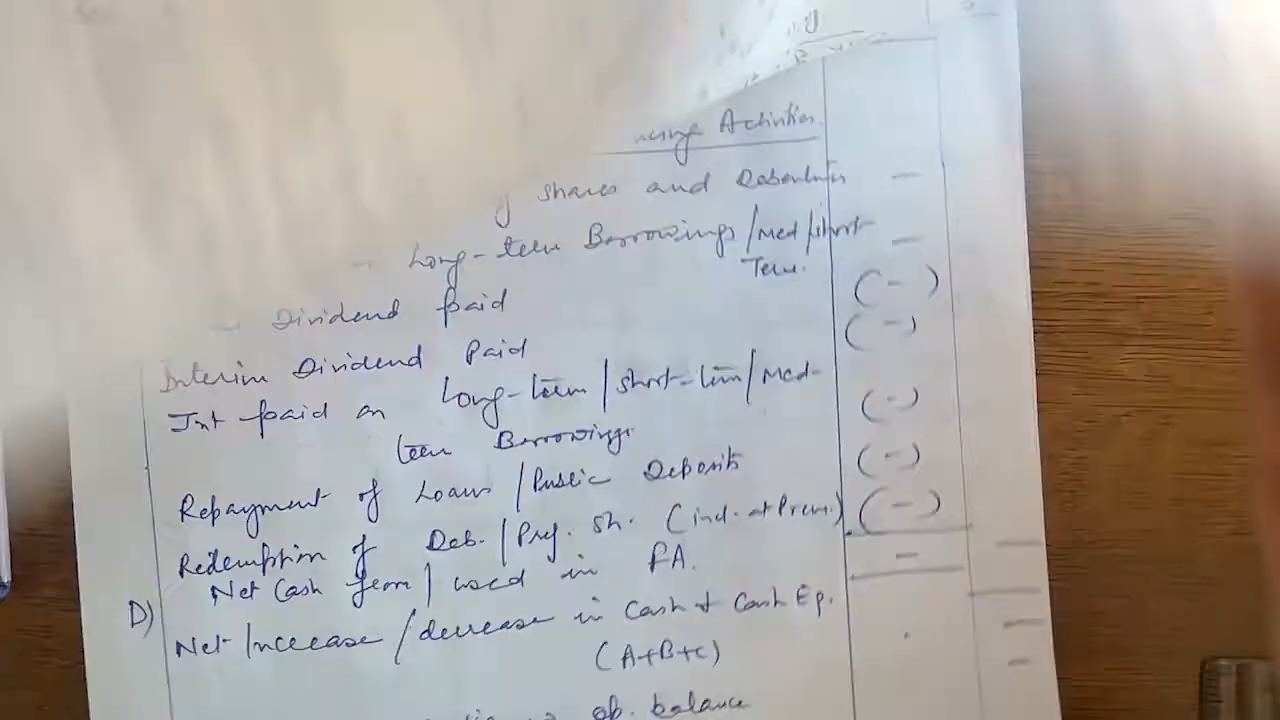 Activities
shares and Debentures –
Long-term Borrowings/Med/short- –
Term.
Dividend paid (-)
Interim Dividend Paid (-)
Int paid on Long-term/short-term/Med- (-)
term Borrowings
Repayment of Loans/Public Deposits (-)
Redemption of Deb./Pref. sh. (incl. at Prem.) (-)
Net Cash from/used in FA. –
D) Net Increase/decrease in Cash & Cash Eq. –
(A+B+C)
op. balance